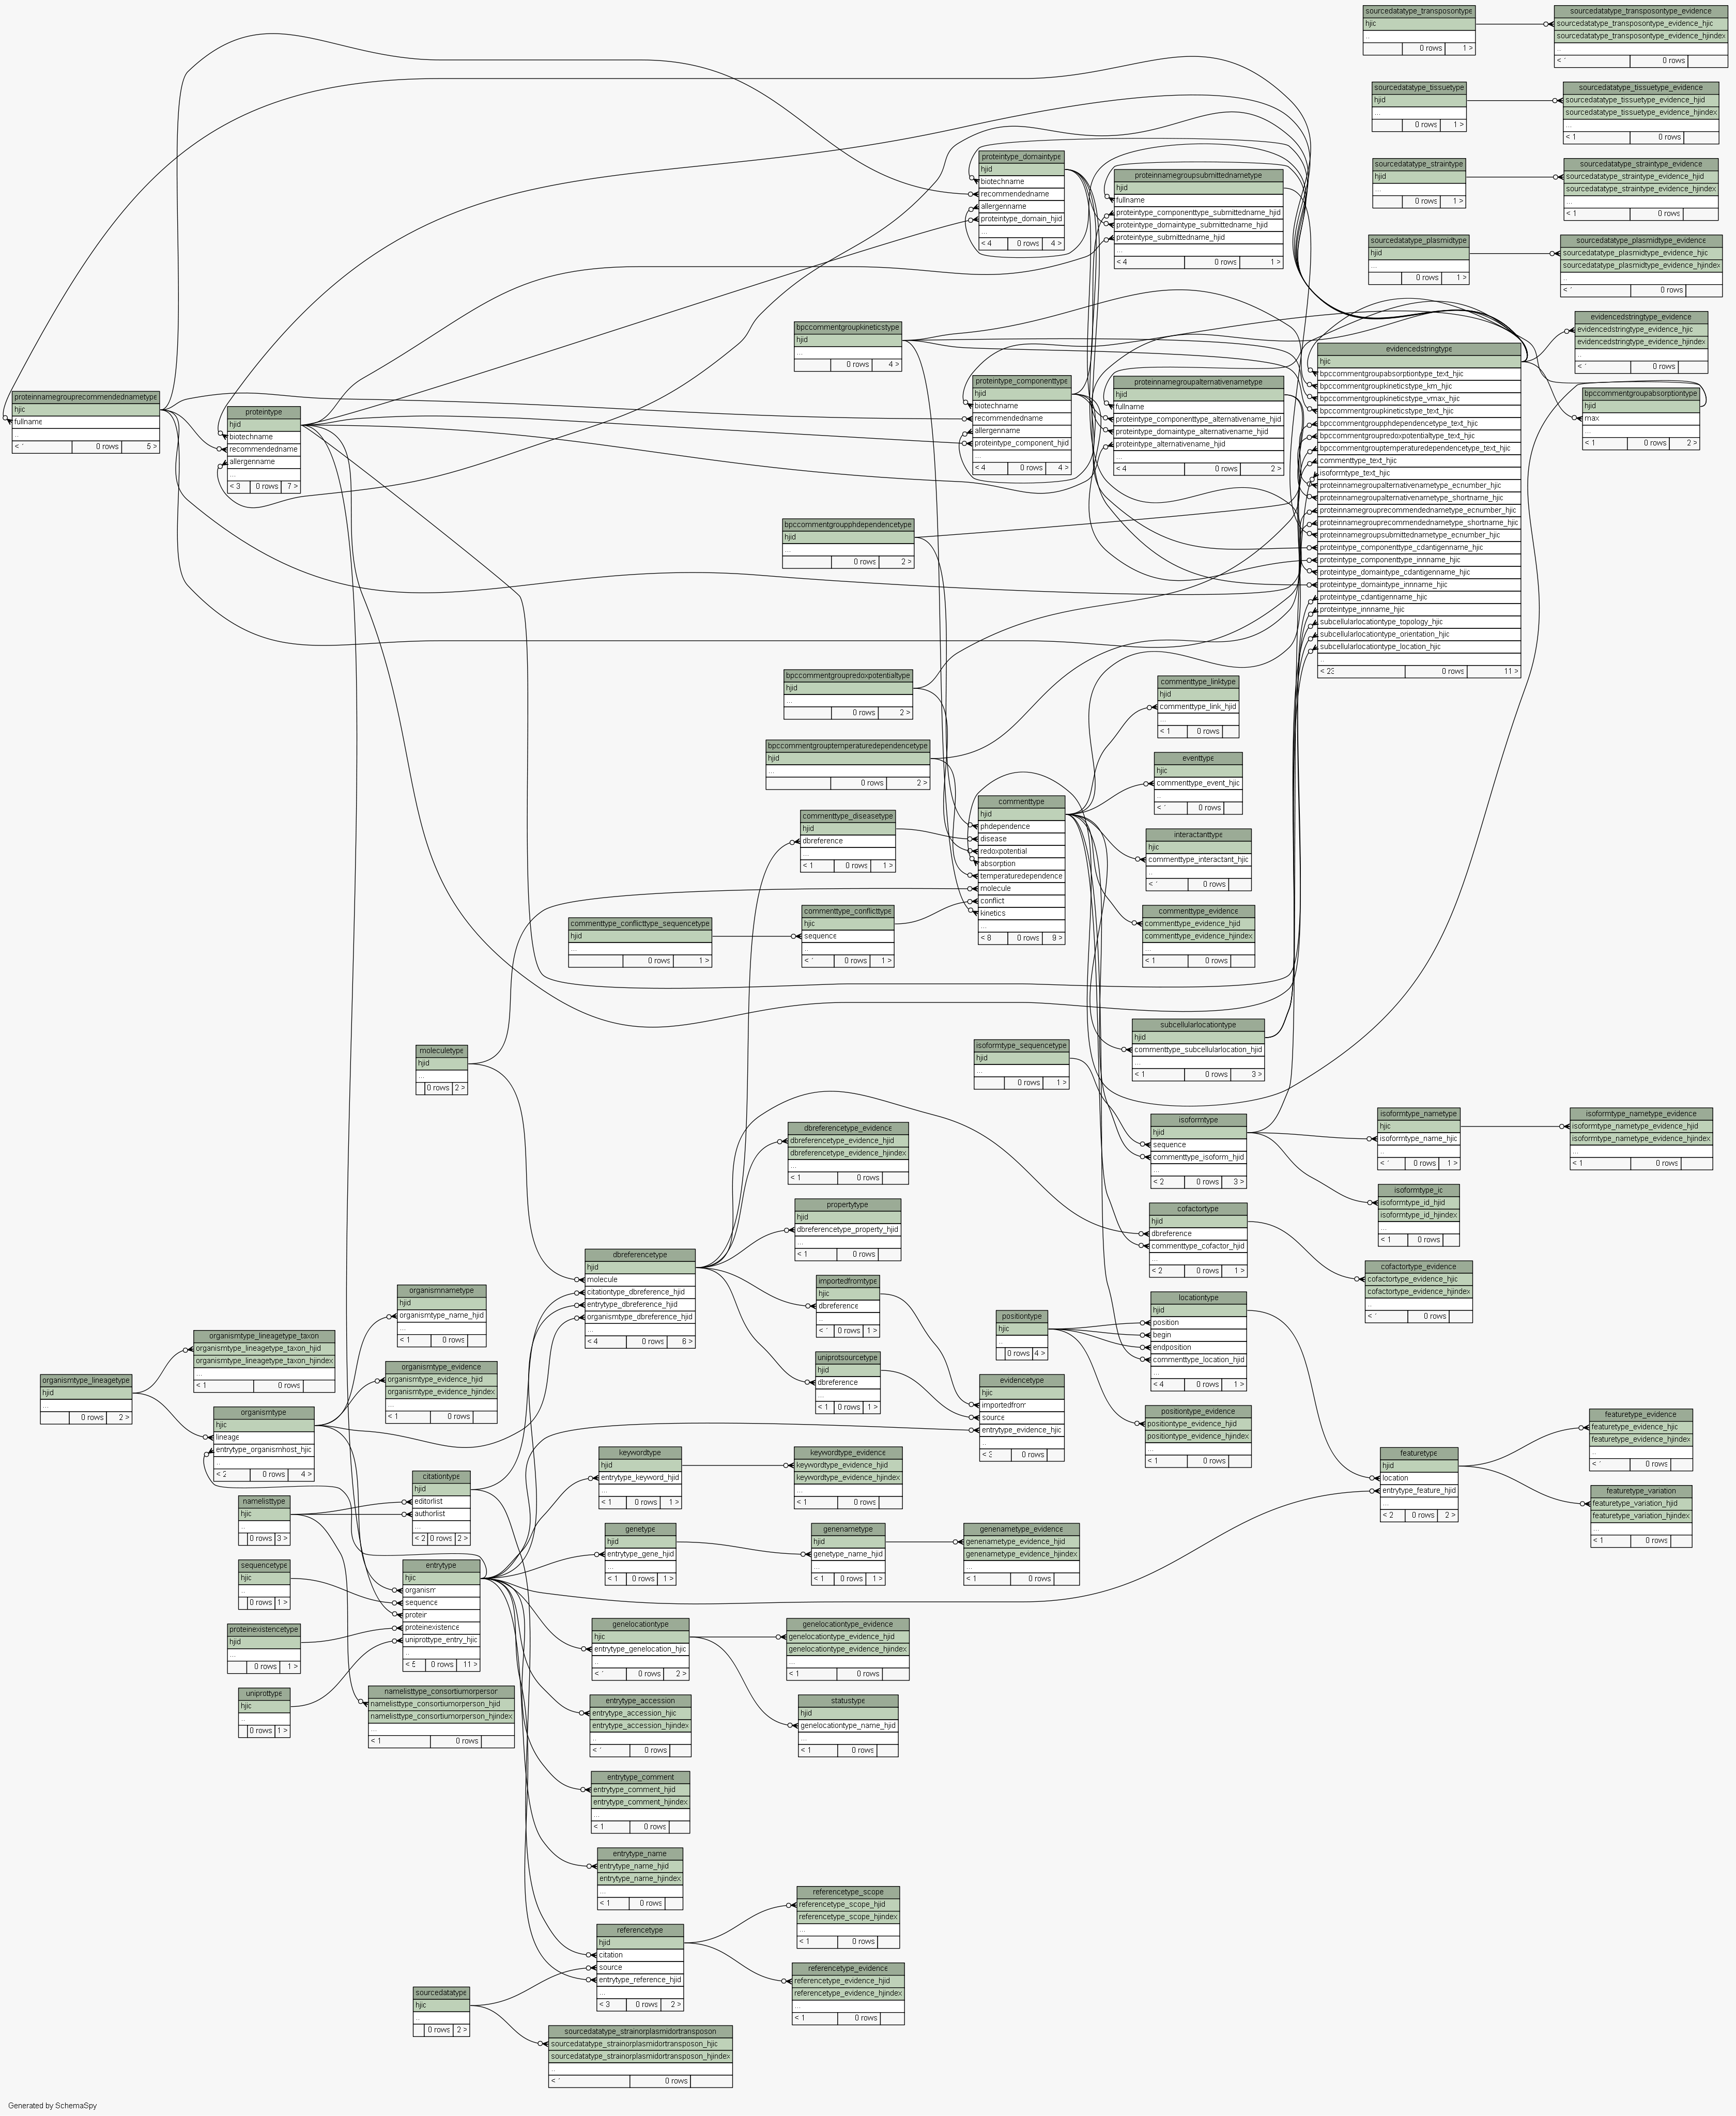 sourcedatatype_transposontype
hjic
..
0 rows 1 >
sourcedatatype_transposontype_evidence
sourcedatatype_transposontype_evidence_hjic
sourcedatatype_transposontype_evidence_hjindex
..
< ' 0 rows
sourcedatatype_tissuetype
hjid
...
0 rows 1 >
sourcedatatype_tissuetype_evidence
sourcedatatype_tissuetype_evidence_hjid
sourcedatatype_tissuetype_evidence_hjindex
...
< 1 0 rows
sourcedatatype_straintype
hjid
...
0 rows 1 >
sourcedatatype_straintype_evidence
sourcedatatype_straintype_evidence_hjid
sourcedatatype_straintype_evidence_hjindex
...
< 1 0 rows
sourcedatatype_plasmidtype
hjid
...
0 rows 1 >
sourcedatatype_plasmidtype_evidence
sourcedatatype_plasmidtype_evidence_hjic
sourcedatatype_plasmidtype_evidence_hjindex
..
< ' 0 rows
proteintype_domaintype
hjid
biotechname
recommendedname
allergenname
proteintype_domain_hjid
...
< 4 0 rows 4 >
proteinnamegroupsubmittednametype
hjid
fullname
proteintype_componenttype_submittedname_hjid
proteintype_domaintype_submittedname_hjid
proteintype_submittedname_hjid
...
< 4 0 rows 1 >
bpccommentgroupkineticstype
hjid
...
0 rows 4 >
evidencedstringtype_evidence
evidencedstringtype_evidence_hjic
evidencedstringtype_evidence_hjindex
..
< ' 0 rows
evidencedstringtype
hjic
bpccommentgroupabsorptiontype_text_hjic
bpccommentgroupkineticstype_km_hjic
bpccommentgroupkineticstype_vmax_hjic
bpccommentgroupkineticstype_text_hjic
bpccommentgroupphdependencetype_text_hjic
bpccommentgroupredoxpotentialtype_text_hjic
bpccommentgrouptemperaturedependencetype_text_hjic
commenttype_text_hjic
isoformtype_text_hjic
proteinnamegroupalternativenametype_ecnumber_hjic
proteinnamegroupalternativenametype_shortname_hjic
proteinnamegrouprecommendednametype_ecnumber_hjic
proteinnamegrouprecommendednametype_shortname_hjic
proteinnamegroupsubmittednametype_ecnumber_hjic
proteintype_componenttype_cdantigenname_hjic
proteintype_componenttype_innname_hjic
proteintype_domaintype_cdantigenname_hjic
proteintype_domaintype_innname_hjic
proteintype_cdantigenname_hjic
proteintype_innname_hjic
subcellularlocationtype_topology_hjic
subcellularlocationtype_orientation_hjic
subcellularlocationtype_location_hjic
..
< 23 0 rows 11 >
bpccommentgroupabsorptiontype
hjid
max
...
< 1 0 rows 2 >
proteinnamegrouprecommendednametype
hjic
fullname
..
< ' 0 rows 5 >
proteintype
hjid
biotechname
recommendedname
allergenname
...
< 3 0 rows 7 >
proteintype_componenttype
hjid
biotechname
recommendedname
allergenname
proteintype_component_hjid
...
< 4 0 rows 4 >
proteinnamegroupalternativenametype
hjid
fullname
proteintype_componenttype_alternativename_hjid
proteintype_domaintype_alternativename_hjid
proteintype_alternativename_hjid
...
< 4 0 rows 2 >
bpccommentgroupphdependencetype
hjid
...
0 rows 2 >
bpccommentgroupredoxpotentialtype
hjid
...
0 rows 2 >
bpccommentgrouptemperaturedependencetype
hjid
...
0 rows 2 >
commenttype_linktype
hjid
commenttype_link_hjid
...
< 1 0 rows
eventtype
hjic
commenttype_event_hjic
..
< ' 0 rows
commenttype
hjid
phdependence
disease
redoxpotential
absorption
temperaturedependence
molecule
conflict
kinetics
...
< 8 0 rows 9 >
commenttype_diseasetype
hjid
dbreference
...
< 1 0 rows 1 >
interactanttype
hjic
commenttype_interactant_hjic
..
< ' 0 rows
commenttype_conflicttype_sequencetype
hjid
...
0 rows 1 >
commenttype_conflicttype
hjic
sequence
..
< ' 0 rows 1 >
commenttype_evidence
commenttype_evidence_hjid
commenttype_evidence_hjindex
...
< 1 0 rows
subcellularlocationtype
hjid
commenttype_subcellularlocation_hjid
...
< 1 0 rows 3 >
moleculetype
hjid
...
0 rows 2 >
isoformtype_sequencetype
hjid
...
0 rows 1 >
isoformtype
hjid
sequence
commenttype_isoform_hjid
...
< 2 0 rows 3 >
isoformtype_nametype
hjic
isoformtype_name_hjic
..
< ' 0 rows 1 >
isoformtype_nametype_evidence
isoformtype_nametype_evidence_hjid
isoformtype_nametype_evidence_hjindex
...
< 1 0 rows
dbreferencetype_evidence
dbreferencetype_evidence_hjid
dbreferencetype_evidence_hjindex
...
< 1 0 rows
isoformtype_ic
isoformtype_id_hjid
isoformtype_id_hjindex
...
< 1 0 rows
propertytype
hjid
dbreferencetype_property_hjid
...
< 1 0 rows
cofactortype
hjid
dbreference
commenttype_cofactor_hjid
...
< 2 0 rows 1 >
dbreferencetype
hjid
molecule
citationtype_dbreference_hjid
entrytype_dbreference_hjid
organismtype_dbreference_hjid
...
< 4 0 rows 6 >
cofactortype_evidence
cofactortype_evidence_hjic
cofactortype_evidence_hjindex
..
< ' 0 rows
importedfromtype
hjic
dbreference
..
< ' 0 rows 1 >
locationtype
hjid
position
begin
endposition
commenttype_location_hjid
...
< 4 0 rows 1 >
organismnametype
hjid
organismtype_name_hjid
...
< 1 0 rows
positiontype
hjic
..
0 rows 4 >
organismtype_lineagetype_taxon
organismtype_lineagetype_taxon_hjid
organismtype_lineagetype_taxon_hjindex
...
< 1 0 rows
uniprotsourcetype
hjid
dbreference
...
< 1 0 rows 1 >
organismtype_evidence
organismtype_evidence_hjid
organismtype_evidence_hjindex
...
< 1 0 rows
organismtype_lineagetype
hjid
...
0 rows 2 >
evidencetype
hjic
importedfrom
source
entrytype_evidence_hjic
..
< 3 0 rows
organismtype
hjic
lineage
entrytype_organismhost_hjic
..
< 2 0 rows 4 >
positiontype_evidence
positiontype_evidence_hjid
positiontype_evidence_hjindex
...
< 1 0 rows
featuretype_evidence
featuretype_evidence_hjic
featuretype_evidence_hjindex
..
< ' 0 rows
keywordtype
hjid
entrytype_keyword_hjid
...
< 1 0 rows 1 >
keywordtype_evidence
keywordtype_evidence_hjid
keywordtype_evidence_hjindex
...
< 1 0 rows
featuretype
hjid
location
entrytype_feature_hjid
...
< 2 0 rows 2 >
citationtype
hjid
editorlist
authorlist
...
< 2 0 rows 2 >
featuretype_variation
featuretype_variation_hjid
featuretype_variation_hjindex
...
< 1 0 rows
namelisttype
hjic
..
0 rows 3 >
genetype
hjid
entrytype_gene_hjid
...
< 1 0 rows 1 >
genenametype
hjid
genetype_name_hjid
...
< 1 0 rows 1 >
genenametype_evidence
genenametype_evidence_hjid
genenametype_evidence_hjindex
...
< 1 0 rows
sequencetype
hjic
..
0 rows 1 >
entrytype
hjic
organism
sequence
protein
proteinexistence
uniprottype_entry_hjic
..
< 5 0 rows 11 >
proteinexistencetype
hjid
...
0 rows 1 >
genelocationtype
hjic
entrytype_genelocation_hjic
..
< ' 0 rows 2 >
genelocationtype_evidence
genelocationtype_evidence_hjid
genelocationtype_evidence_hjindex
...
< 1 0 rows
uniprottype
hjic
..
0 rows 1 >
namelisttype_consortiumorperson
namelisttype_consortiumorperson_hjid
namelisttype_consortiumorperson_hjindex
...
< 1 0 rows
entrytype_accession
entrytype_accession_hjic
entrytype_accession_hjindex
..
< ' 0 rows
statustype
hjid
genelocationtype_name_hjid
...
< 1 0 rows
entrytype_comment
entrytype_comment_hjid
entrytype_comment_hjindex
...
< 1 0 rows
entrytype_name
entrytype_name_hjid
entrytype_name_hjindex
...
< 1 0 rows
referencetype_scope
referencetype_scope_hjid
referencetype_scope_hjindex
...
< 1 0 rows
referencetype
hjid
citation
source
entrytype_reference_hjid
...
< 3 0 rows 2 >
referencetype_evidence
referencetype_evidence_hjid
referencetype_evidence_hjindex
...
< 1 0 rows
sourcedatatype
hjic
..
0 rows 2 >
sourcedatatype_strainorplasmidortransposon
sourcedatatype_strainorplasmidortransposon_hjic
sourcedatatype_strainorplasmidortransposon_hjindex
..
< ' 0 rows
Generated by SchemaSpy